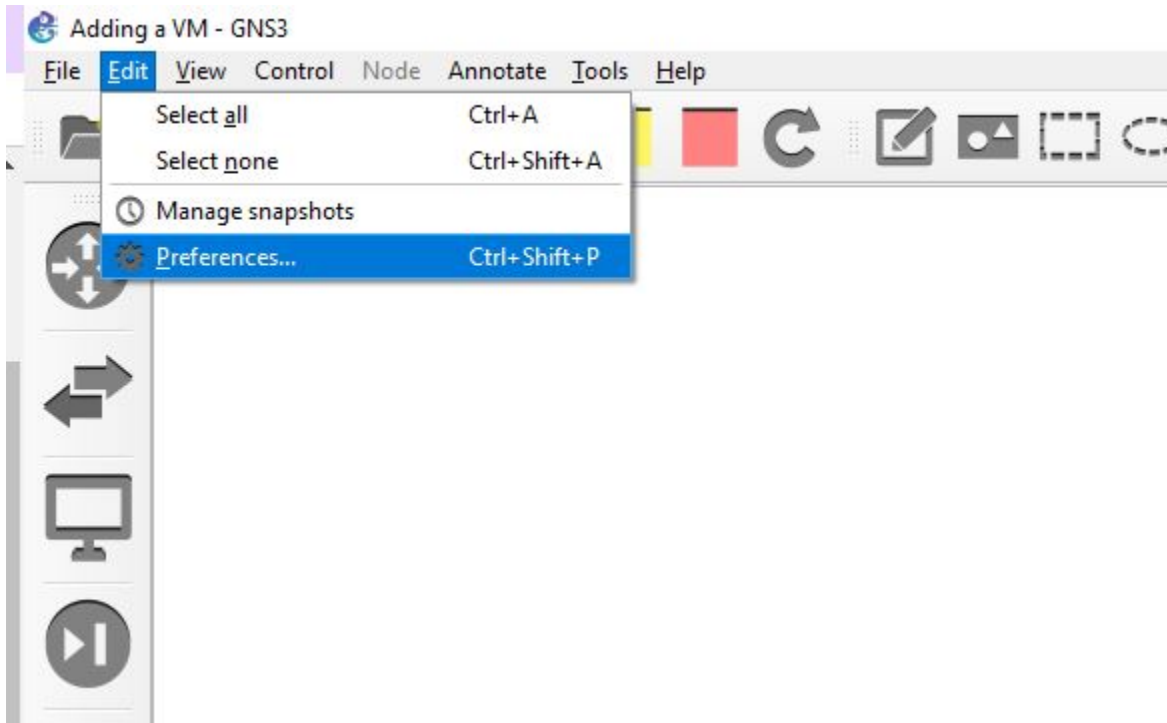 Adding a VM - GNS3
File Edit View Control Node Annotate Tools Help
Select all Ctrl+A
Select none Ctrl+Shift+A
Manage snapshots
Preferences... Ctrl+Shift+P